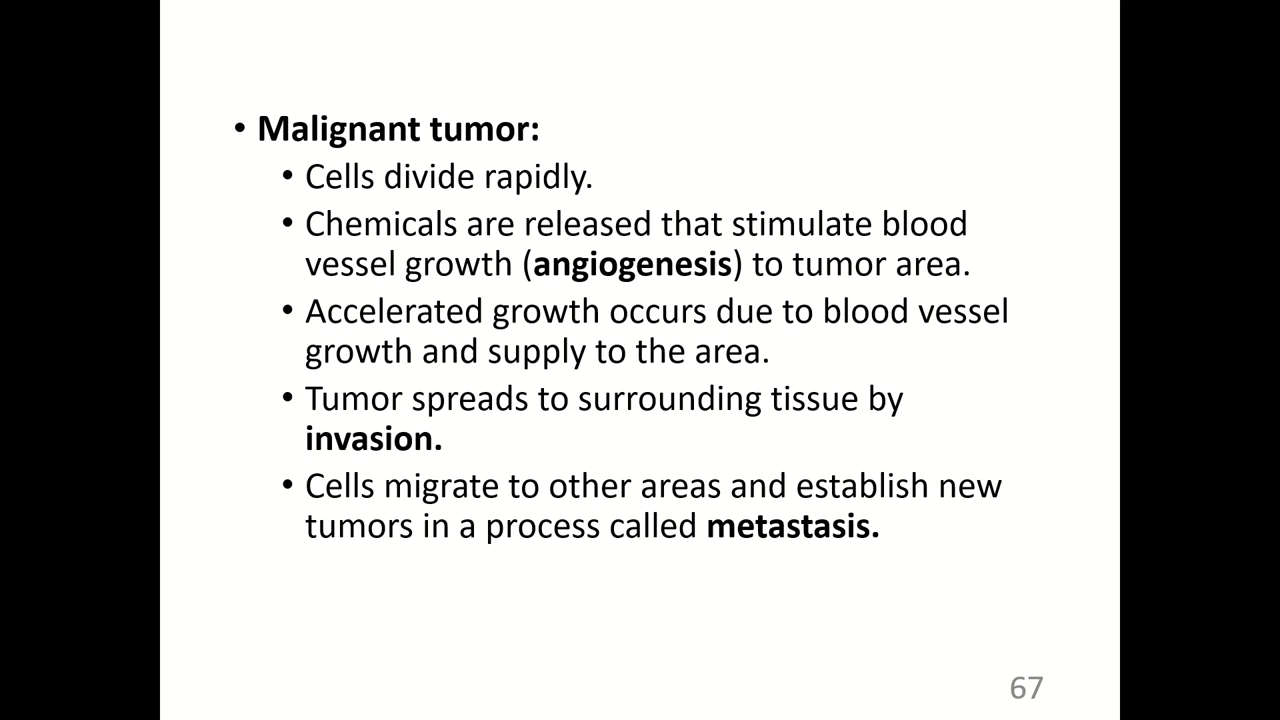 • Malignant tumor:
• Cells divide rapidly.
• Chemicals are released that stimulate blood
vessel growth (angiogenesis) to tumor area.
• Accelerated growth occurs due to blood vessel
growth and supply to the area.
• Tumor spreads to surrounding tissue by
invasion.
• Cells migrate to other areas and establish new
tumors in a process called metastasis.
67